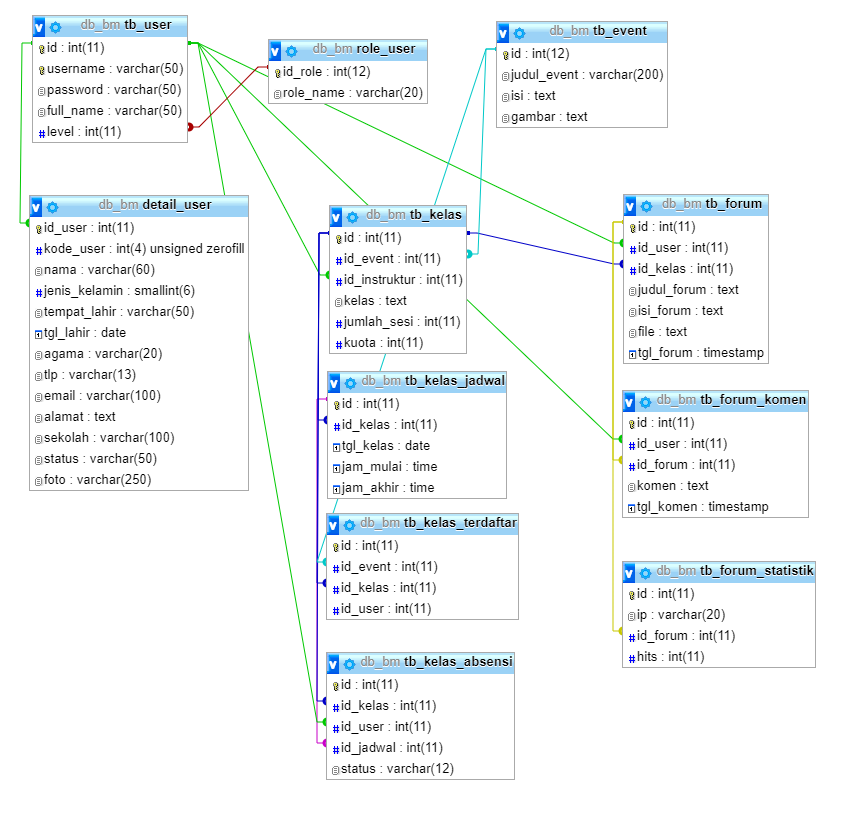 db_bm tb_user
id : int(11)
username : varchar(50)
password : varchar(50)
full_name : varchar(50)
level : int(11)
db_bm role_user
id_role : int(12)
role_name : varchar(20)
db_bm tb_event
id : int(12)
judul_event : varchar(200)
isi : text
gambar : text
db_bm detail_user
id_user : int(11)
kode_user : int(4) unsigned zerofill
nama : varchar(60)
jenis_kelamin : smallint(6)
tempat_lahir : varchar(50)
tgl_lahir : date
agama : varchar(20)
tlp : varchar(13)
email : varchar(100)
alamat : text
sekolah : varchar(100)
status : varchar(50)
foto : varchar(250)
db_bm tb_kelas
id : int(11)
id_event : int(11)
id_instruktur : int(11)
kelas : text
jumlah_sesi : int(11)
kuota : int(11)
db_bm tb_kelas_jadwal
id : int(11)
id_kelas : int(11)
tgl_kelas : date
jam_mulai : time
jam_akhir : time
db_bm tb_kelas_terdaftar
id : int(11)
id_event : int(11)
id_kelas : int(11)
id_user : int(11)
db_bm tb_kelas_absensi
id : int(11)
id_kelas : int(11)
id_user : int(11)
id_jadwal : int(11)
status : varchar(12)
db_bm tb_forum
id : int(11)
id_user : int(11)
id_kelas : int(11)
judul_forum : text
isi_forum : text
file : text
tgl_forum : timestamp
db_bm tb_forum_komen
id : int(11)
id_user : int(11)
id_forum : int(11)
komen : text
tgl_komen : timestamp
db_bm tb_forum_statistik
id : int(11)
ip : varchar(20)
id_forum : int(11)
hits : int(11)